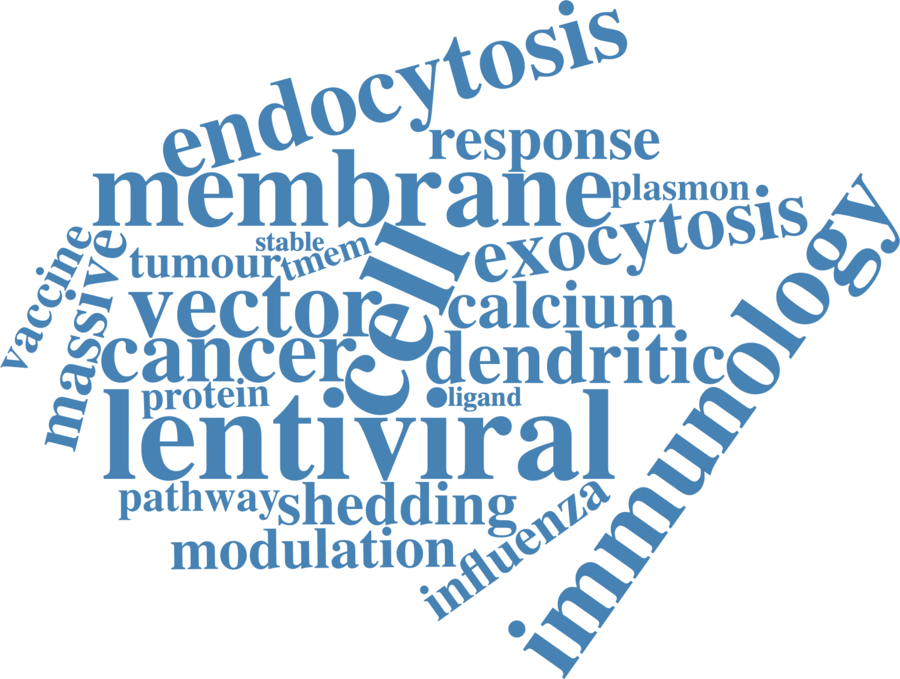 endocytosis
response
membrane
plasmon
exocytosis
stable
tmem
tumour
vaccine
massive
cell
vector
calcium
cancer
dendritic
protein
ligand
lentiviral
immunology
pathway
shedding
influenza
modulation